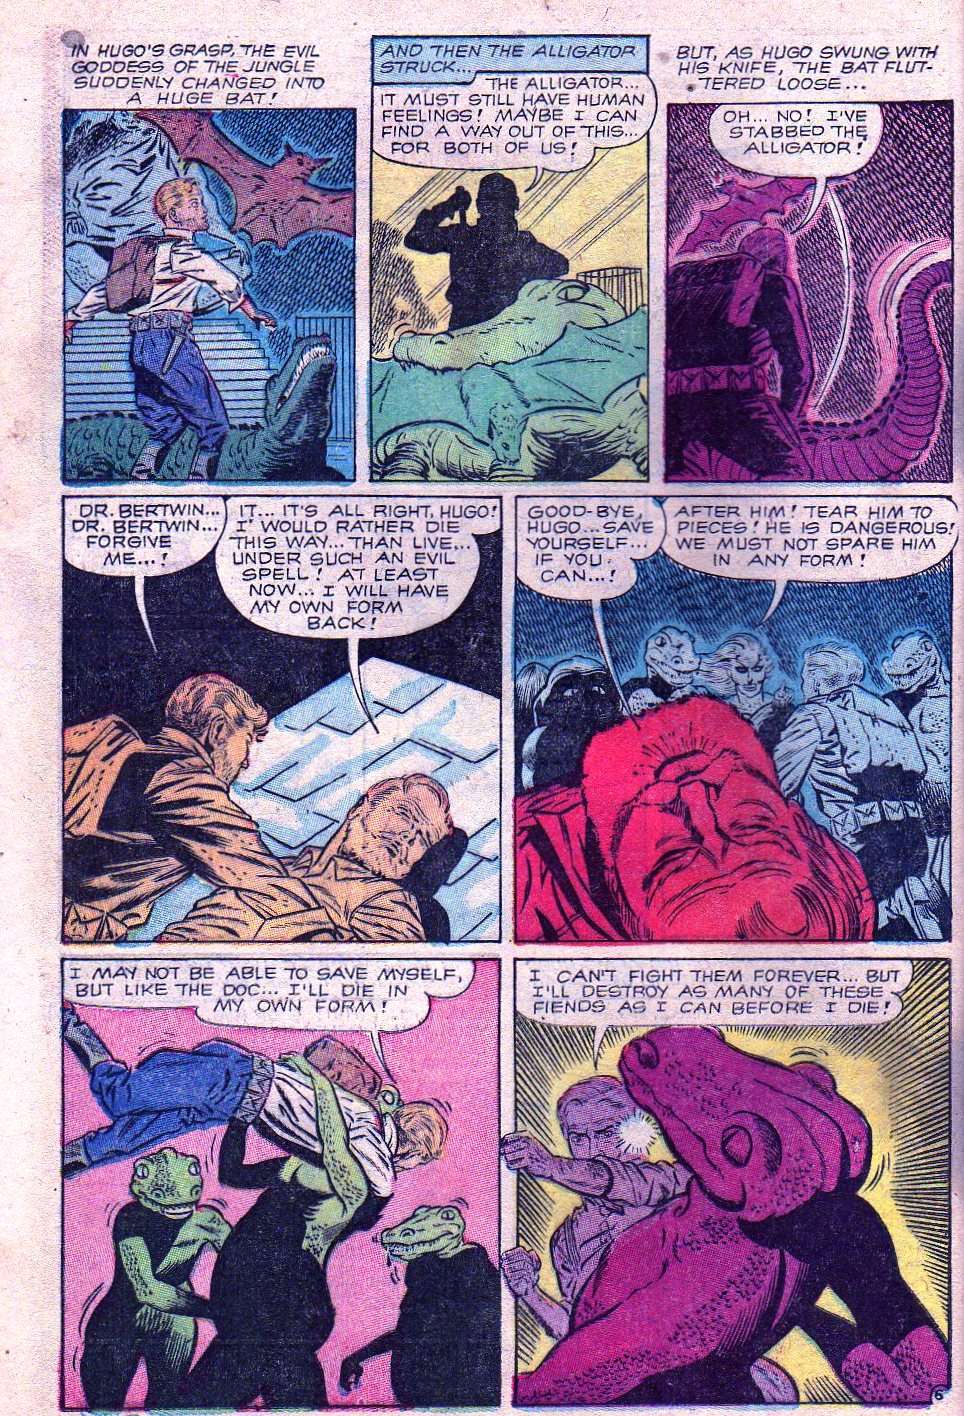 IN HUGO'S GRASP, THE EVIL
GODDESS OF THE JUNGLE
SUDDENLY CHANGED INTO
A HUGE BAT!
AND THEN THE ALLIGATOR
STRUCK...
THE ALLIGATOR...
IT MUST STILL HAVE HUMAN
FEELINGS! MAYBE I CAN
FIND A WAY OUT OF THIS...
FOR BOTH OF US!
BUT, AS HUGO SWUNG WITH
HIS KNIFE, THE BAT FLUT-
TERED LOOSE...
OH... NO! I'VE
STABBED THE
ALLIGATOR!
DR. BERTWIN...
DR. BERTWIN...
FORGIVE
ME...!
IT... IT'S ALL RIGHT, HUGO!
I WOULD RATHER DIE
THIS WAY... THAN LIVE...
UNDER SUCH AN EVIL
SPELL! AT LEAST
NOW... I WILL HAVE
MY OWN FORM
BACK!
GOOD-BYE,
HUGO... SAVE
YOURSELF...
IF YOU
CAN...!
AFTER HIM! TEAR HIM TO
PIECES! HE IS DANGEROUS!
WE MUST NOT SPARE HIM
IN ANY FORM!
I MAY NOT BE ABLE TO SAVE MYSELF,
BUT LIKE THE DOC... I'LL DIE IN
MY OWN FORM!
I CAN'T FIGHT THEM FOREVER... BUT
I'LL DESTROY AS MANY OF THESE
FIENDS AS I CAN BEFORE I DIE!
6